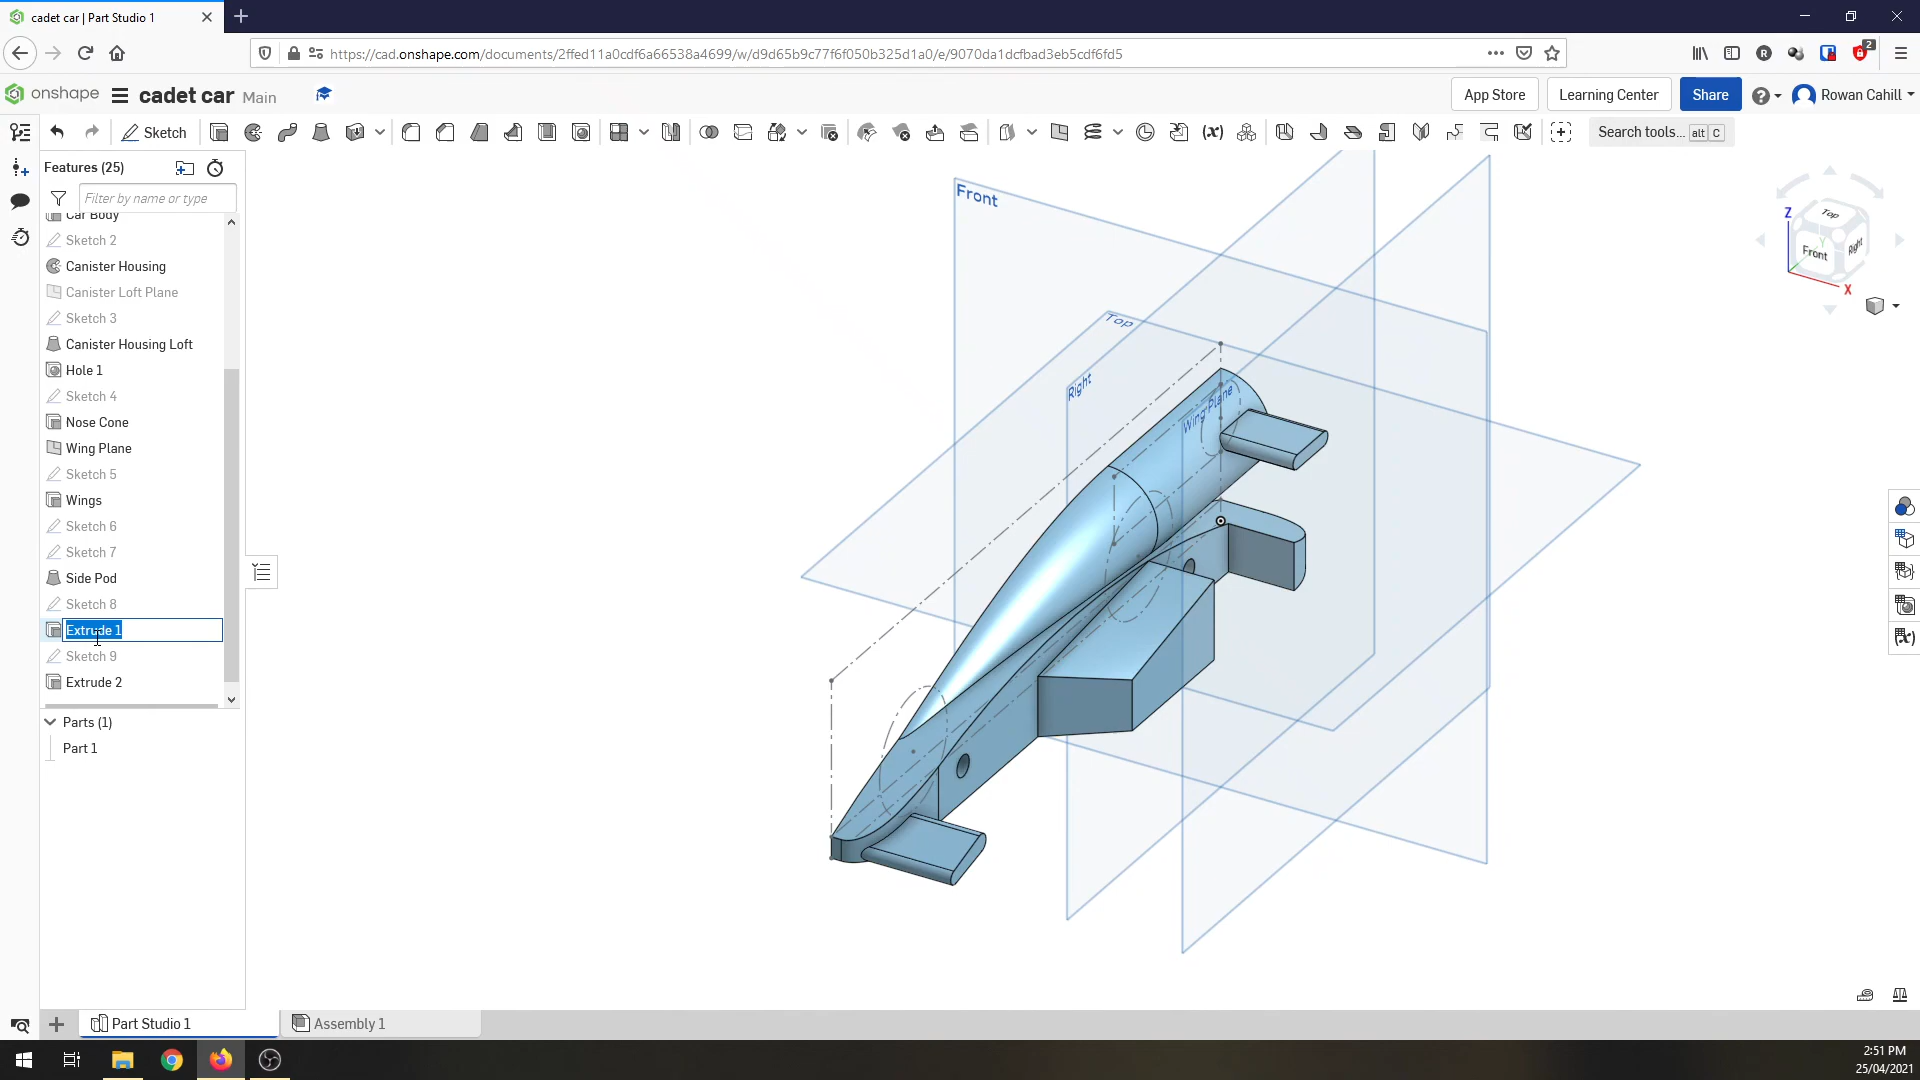 cadet car | Part Studio 1
https://cad.onshape.com/documents/2ffed11a0cdf6a66538a4699/w/d9d65b9c77f6f050b325d1a0/e/9070da1dcfbad3eb5cdf6fd5
R
2
onshape
cadet car Main
App Store
Learning Center
Share
Rowan Cahill
Sketch
Search tools... alt C
Features (25)
Filter by name or type
Car Body
Sketch 2
Canister Housing
Canister Loft Plane
Sketch 3
Canister Housing Loft
Hole 1
Sketch 4
Nose Cone
Wing Plane
Sketch 5
Wings
Sketch 6
Sketch 7
Side Pod
Sketch 8
Extrude 1
Sketch 9
Extrude 2
Parts (1)
Part 1
Front
Top
Right
Wing Plane
Z
Top
Front
Right
Y
X
Part Studio 1
Assembly 1
2:51 PM
25/04/2021